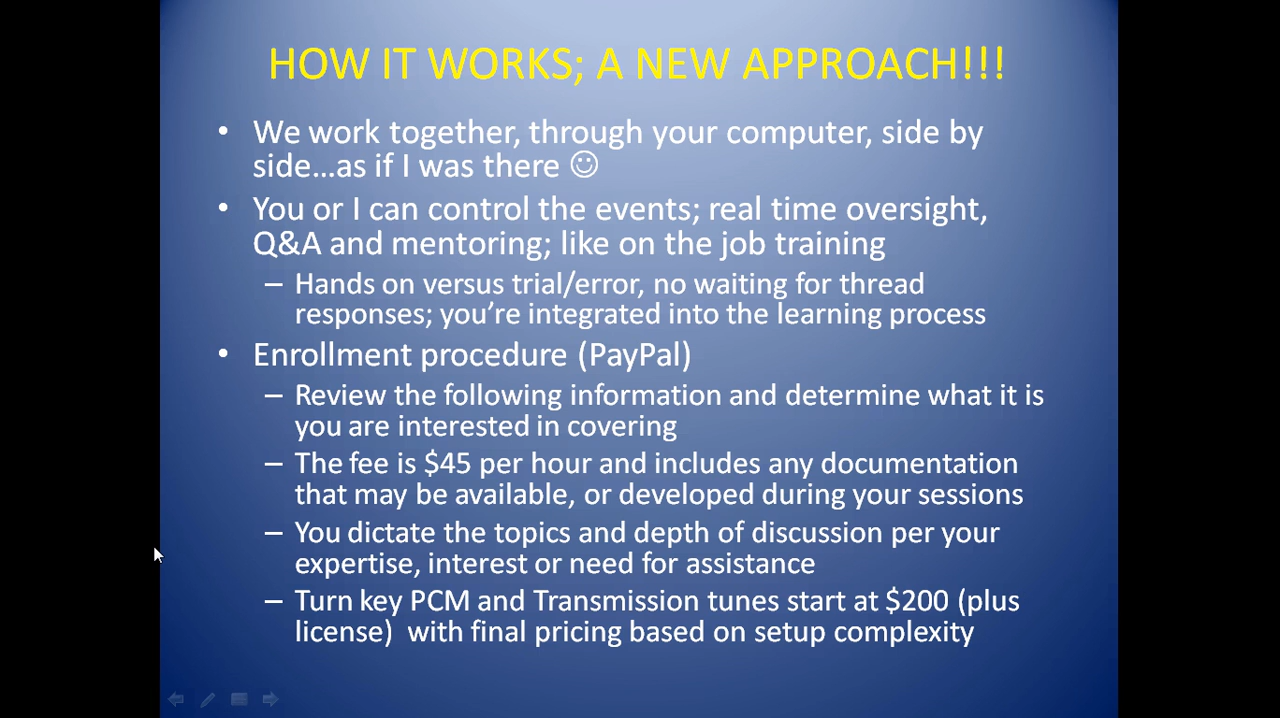 HOW IT WORKS; A NEW APPROACH!!!
• We work together, through your computer, side by
side…as if I was there ☺
• You or I can control the events; real time oversight,
Q&A and mentoring; like on the job training
– Hands on versus trial/error, no waiting for thread
responses; you’re integrated into the learning process
• Enrollment procedure (PayPal)
– Review the following information and determine what it is
you are interested in covering
– The fee is $45 per hour and includes any documentation
that may be available, or developed during your sessions
– You dictate the topics and depth of discussion per your
expertise, interest or need for assistance
– Turn key PCM and Transmission tunes start at $200 (plus
license)  with final pricing based on setup complexity